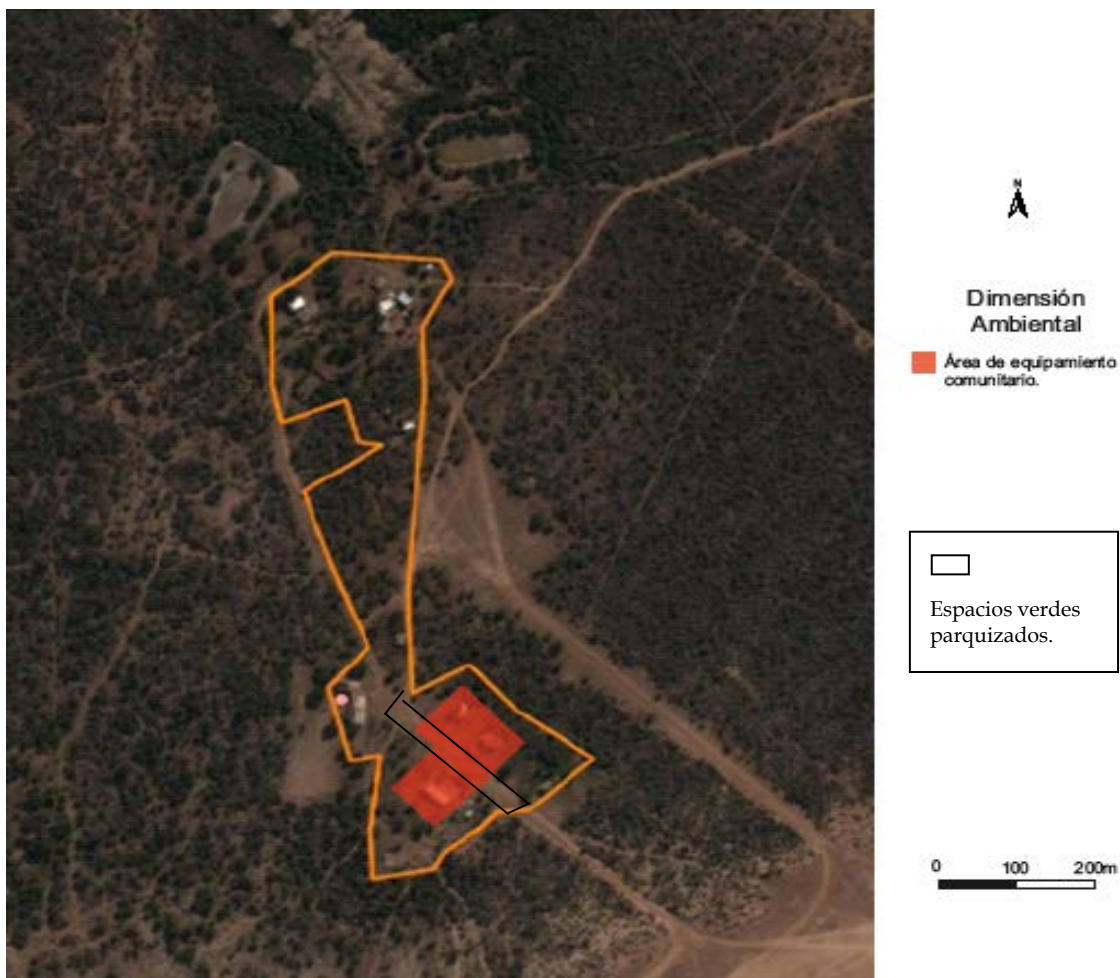 N
Dimensión
Ambiental
Área de equipamiento
comunitario.
Espacios verdes
parquizados.
0 100 200m